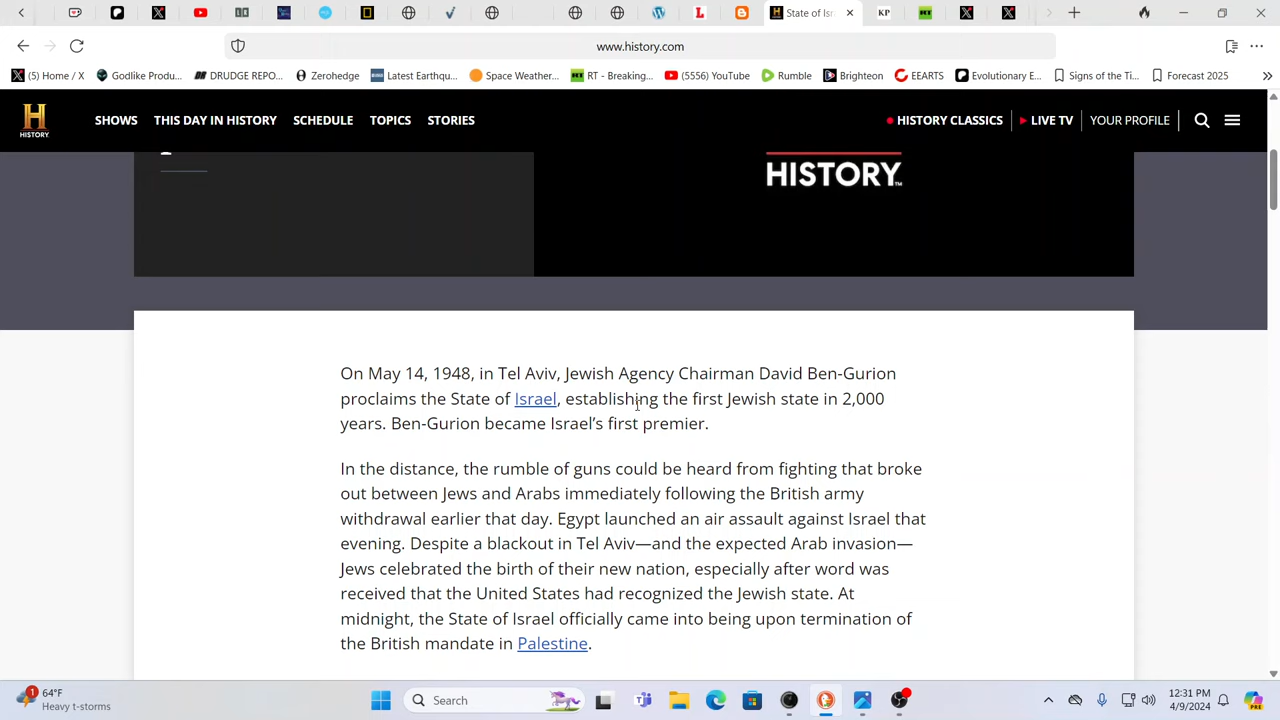 State of Isr
www.history.com
(5) Home / X
Godlike Produ...
DRUDGE REPO...
Zerohedge
Latest Earthqu...
Space Weather...
RT - Breaking...
(5556) YouTube
Rumble
Brighteon
EEARTS
Evolutionary E...
Signs of the Ti...
Forecast 2025
H
HISTORY.
SHOWS
THIS DAY IN HISTORY
SCHEDULE
TOPICS
STORIES
HISTORY CLASSICS
LIVE TV
YOUR PROFILE
HISTORY™
On May 14, 1948, in Tel Aviv, Jewish Agency Chairman David Ben-Gurion
proclaims the State of Israel, establishing the first Jewish state in 2,000
years. Ben-Gurion became Israel’s first premier.
In the distance, the rumble of guns could be heard from fighting that broke
out between Jews and Arabs immediately following the British army
withdrawal earlier that day. Egypt launched an air assault against Israel that
evening. Despite a blackout in Tel Aviv—and the expected Arab invasion—
Jews celebrated the birth of their new nation, especially after word was
received that the United States had recognized the Jewish state. At
midnight, the State of Israel officially came into being upon termination of
the British mandate in Palestine.
1
64°F
Heavy t-storms
Search
12:31 PM
4/9/2024